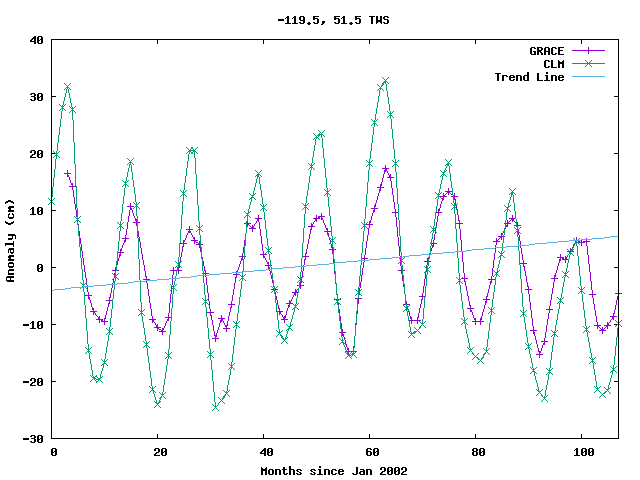 -119.5, 51.5 TWS
40
30
20
10
0
-10
-20
-30
Anomaly (cm)
GRACE
CLM
Trend Line
0 20 40 60 80 100
Months since Jan 2002